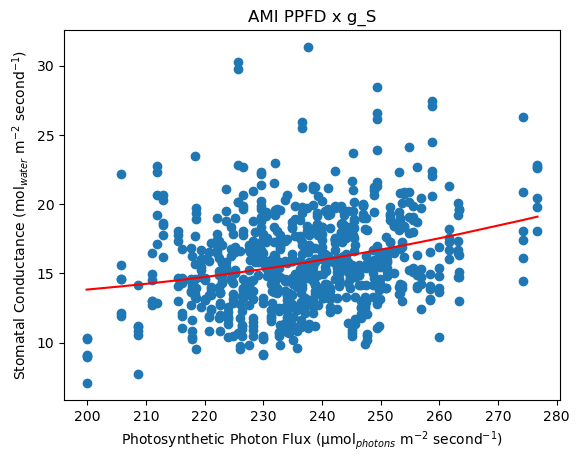 AMI PPFD x g_S
Stomatal Conductance (mol_water m⁻² second⁻¹)
30
25
20
15
10
200 210 220 230 240 250 260 270 280
Photosynthetic Photon Flux (μmol_photons m⁻² second⁻¹)